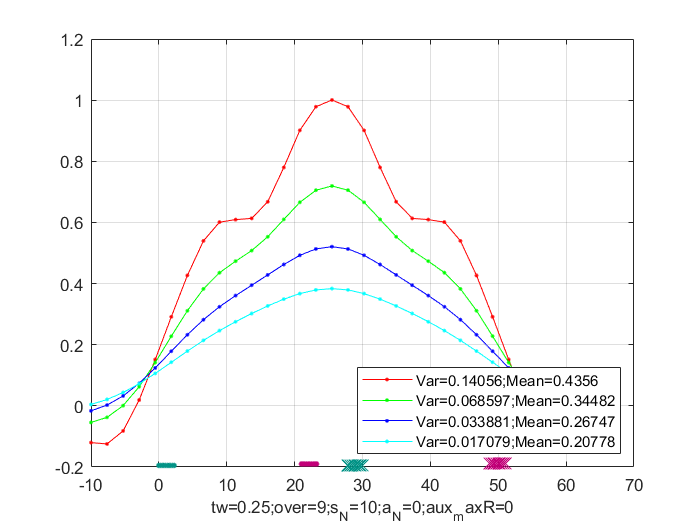 1.2
1
0.8
0.6
0.4
0.2
0
-0.2
Var=0.14056;Mean=0.4356
Var=0.068597;Mean=0.34482
Var=0.033881;Mean=0.26747
Var=0.017079;Mean=0.20778
-10 0 10 20 30 40 50 60 70
tw=0.25;over=9;s_N=10;a_N=0;aux_maxR=0